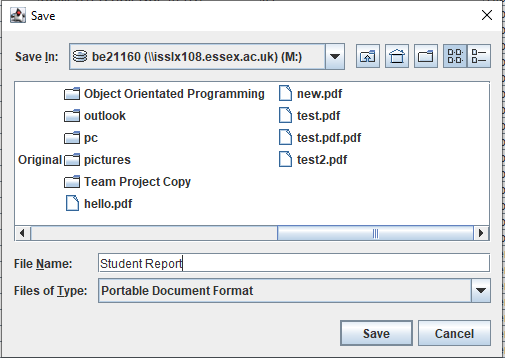 Save
Save In: be21160 (\\isslx108.essex.ac.uk) (M:)
Object Orientated Programming
outlook
pc
Original pictures
Team Project Copy
hello.pdf
new.pdf
test.pdf
test.pdf.pdf
test2.pdf
File Name: Student Report
Files of Type: Portable Document Format
Save Cancel